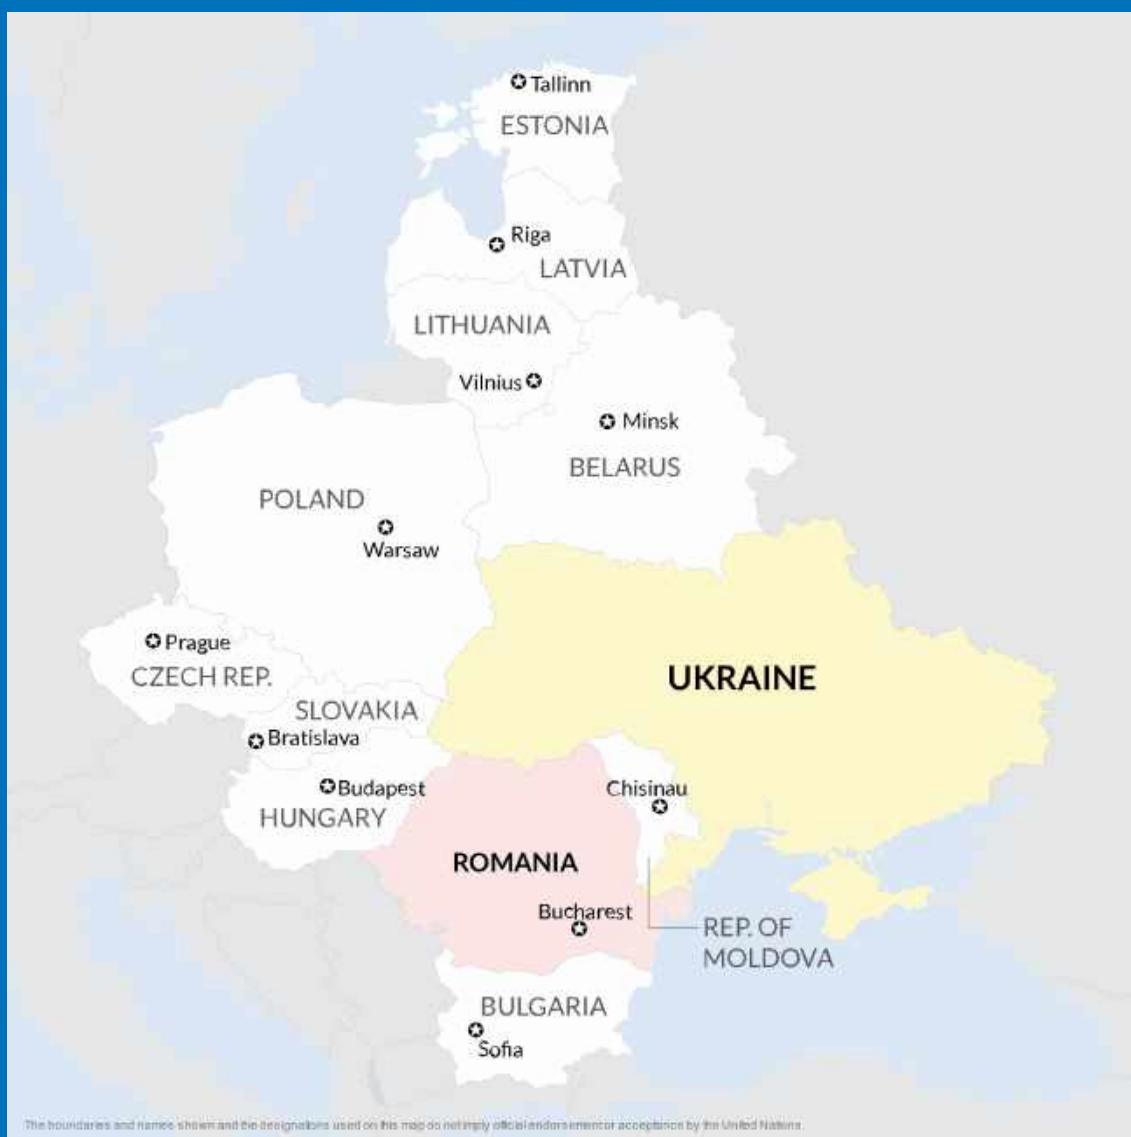 Tallinn
ESTONIA
Riga
LATVIA
LITHUANIA
Vilnius
Minsk
BELARUS
POLAND
Warsaw
Prague
CZECH REP.
UKRAINE
SLOVAKIA
Bratislava
Budapest
HUNGARY
Chisinau
ROMANIA
Bucharest
REP. OF
MOLDOVA
BULGARIA
Sofia
The boundaries and names shown and the designations used on this map do not imply official endorsement or acceptance by the United Nations.